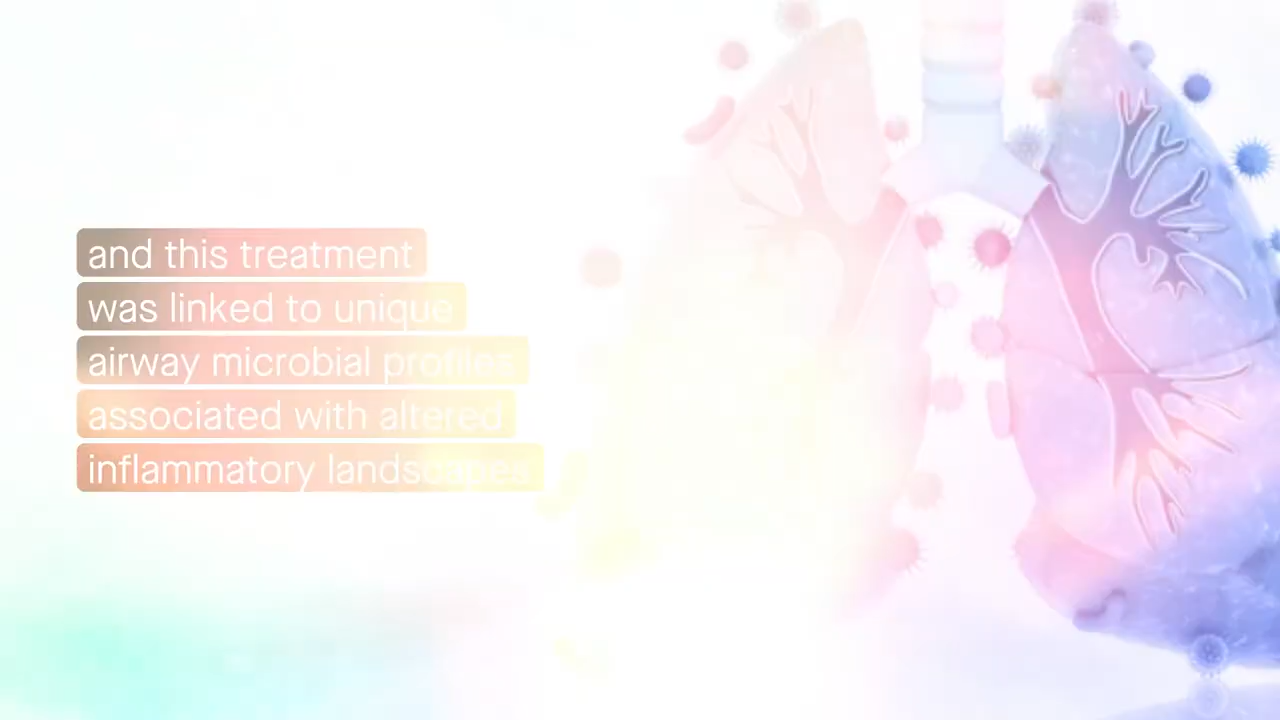 and this treatment
was linked to unique
airway microbial profiles
associated with altered
inflammatory landscapes